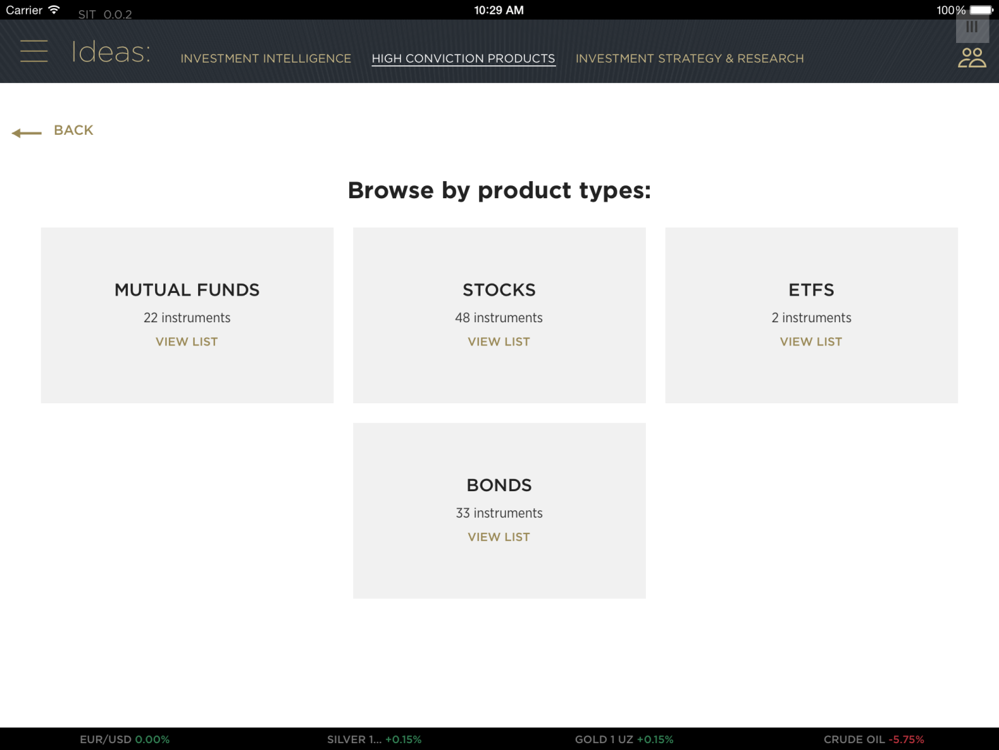 Carrier
SIT 0.0.2
10:29 AM
100%
Ideas:
INVESTMENT INTELLIGENCE
HIGH CONVICTION PRODUCTS
INVESTMENT STRATEGY & RESEARCH
BACK
Browse by product types:
MUTUAL FUNDS
22 instruments
VIEW LIST
STOCKS
48 instruments
VIEW LIST
ETFS
2 instruments
VIEW LIST
BONDS
33 instruments
VIEW LIST
EUR/USD 0.00%
SILVER 1... +0.15%
GOLD 1 UZ +0.15%
CRUDE OIL -5.75%